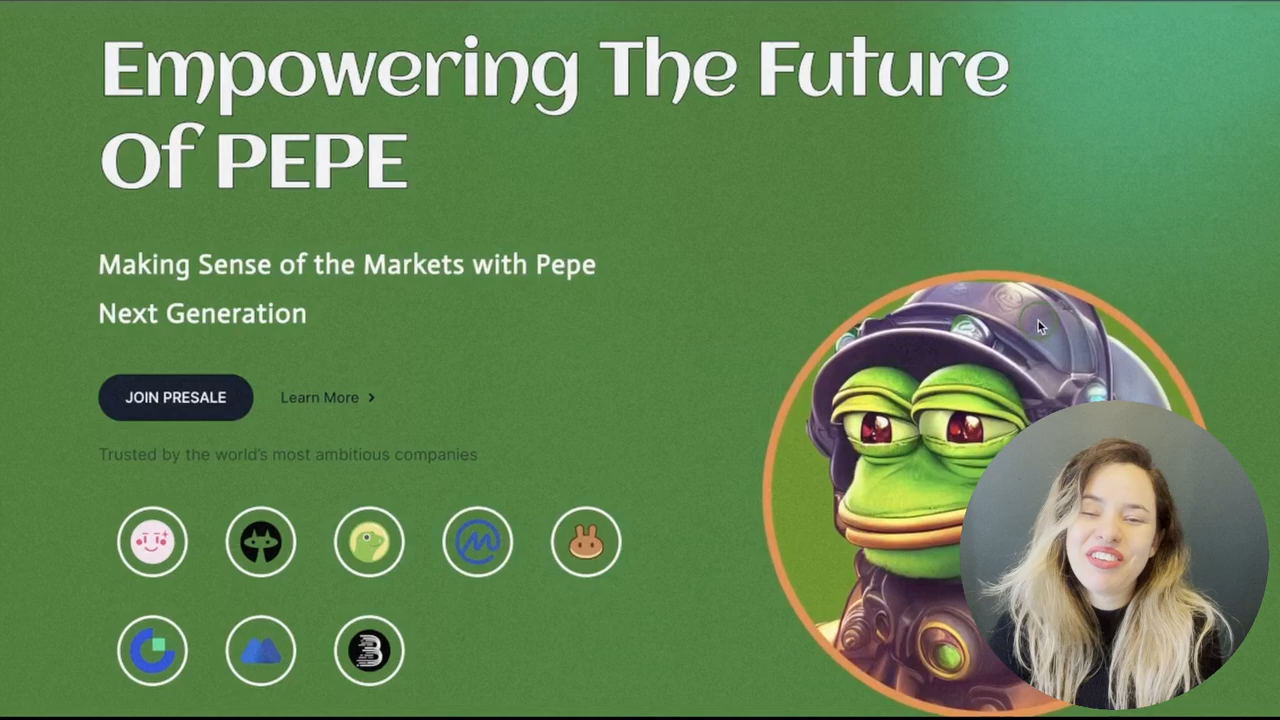 Empowering The Future
Of PEPE
Making Sense of the Markets with Pepe
Next Generation
JOIN PRESALE
Learn More
Trusted by the world's most ambitious companies